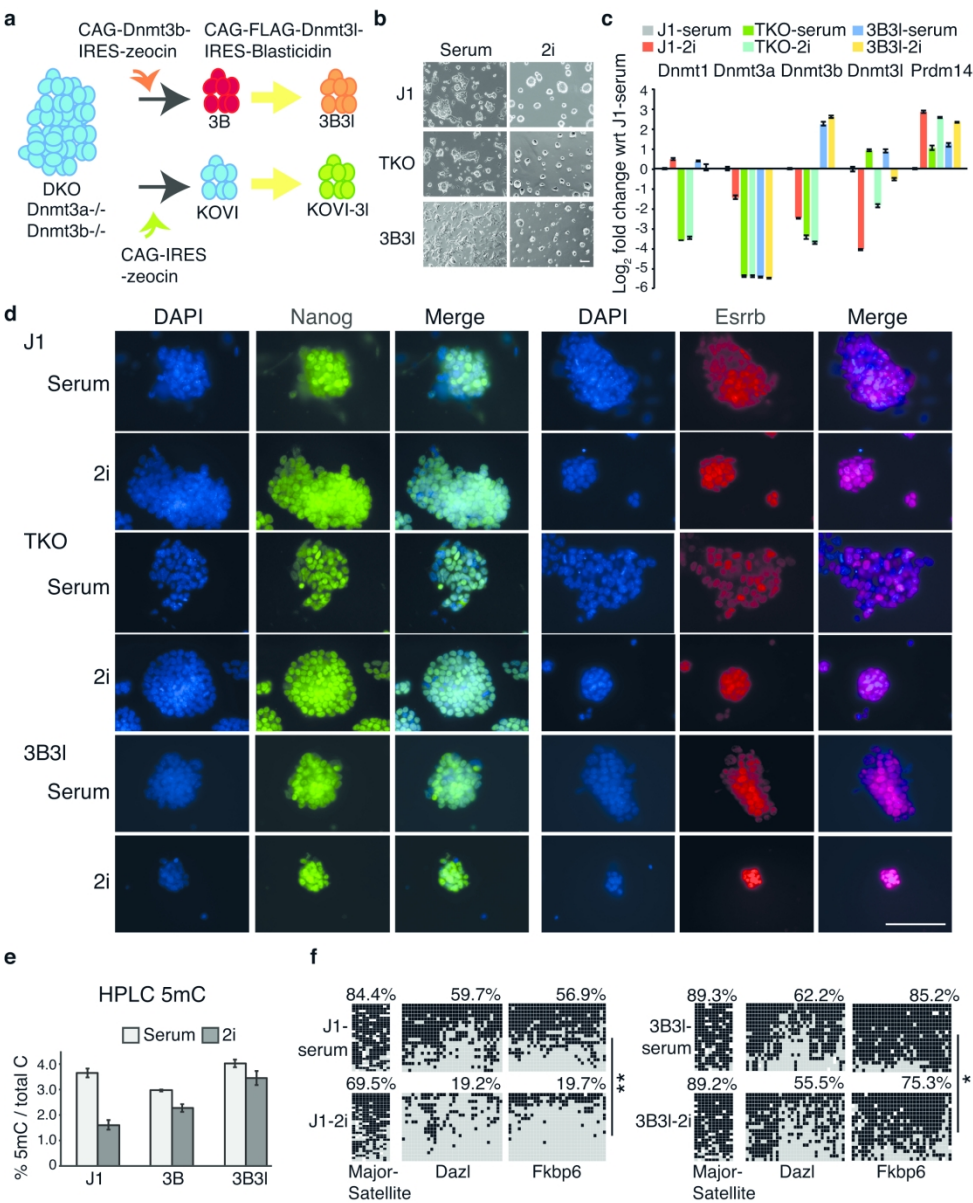 a
CAG-Dnmt3b-
IRES-zeocin
CAG-FLAG-Dnmt3l-
IRES-Blasticidin
3B
3B3l
DKO
Dnmt3a-/-
Dnmt3b-/-
KOVI
KOVI-3l
CAG-IRES
-zeocin
b
Serum 2i
J1
TKO
3B3l
c
J1-serum TKO-serum 3B3l-serum
J1-2i TKO-2i 3B3l-2i
Dnmt1 Dnmt3a Dnmt3b Dnmt3l Prdm14
Log2 fold change wrt J1-serum
4
3
2
1
0
-1
-2
-3
-4
-5
-6
d
DAPI Nanog Merge DAPI Esrrb Merge
J1
Serum
2i
TKO
Serum
2i
3B3l
Serum
2i
e
HPLC 5mC
Serum 2i
% 5mC / total C
4.0
3.0
2.0
1.0
0
J1 3B 3B3l
f
84.4% 59.7% 56.9%
J1-
serum
69.5% 19.2% 19.7%
J1-2i
**
Major-
Satellite
Dazl Fkbp6
89.3% 62.2% 85.2%
3B3l-
serum
89.2% 55.5% 75.3%
3B3l-2i
*
Major-
Satellite
Dazl Fkbp6